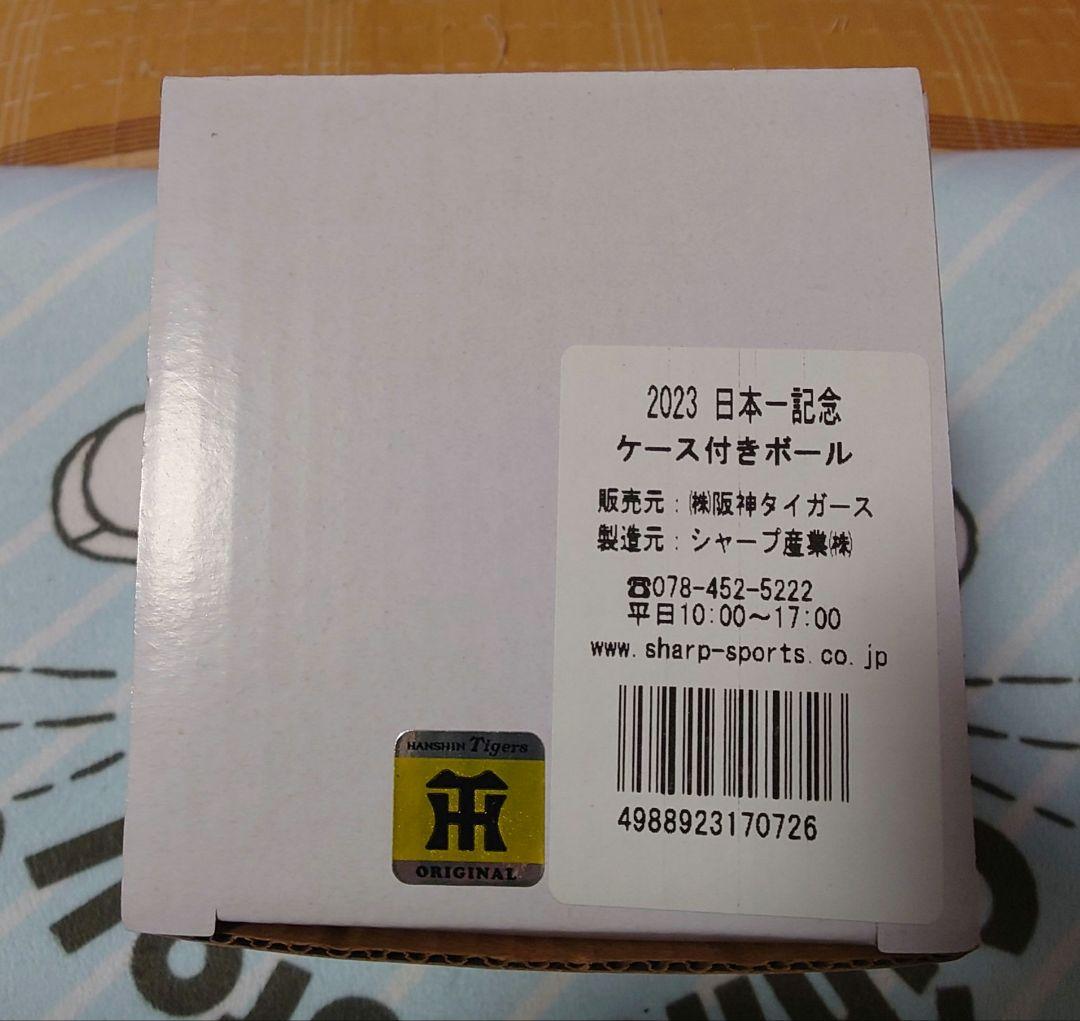 2023 日本一記念
ケース付きボール
販売元：㈱阪神タイガース
製造元：シャープ産業㈱
☎078-452-5222
平日10:00～17:00
www.sharp-sports.co.jp
4988923170726
HANSHIN Tigers
ORIGINAL